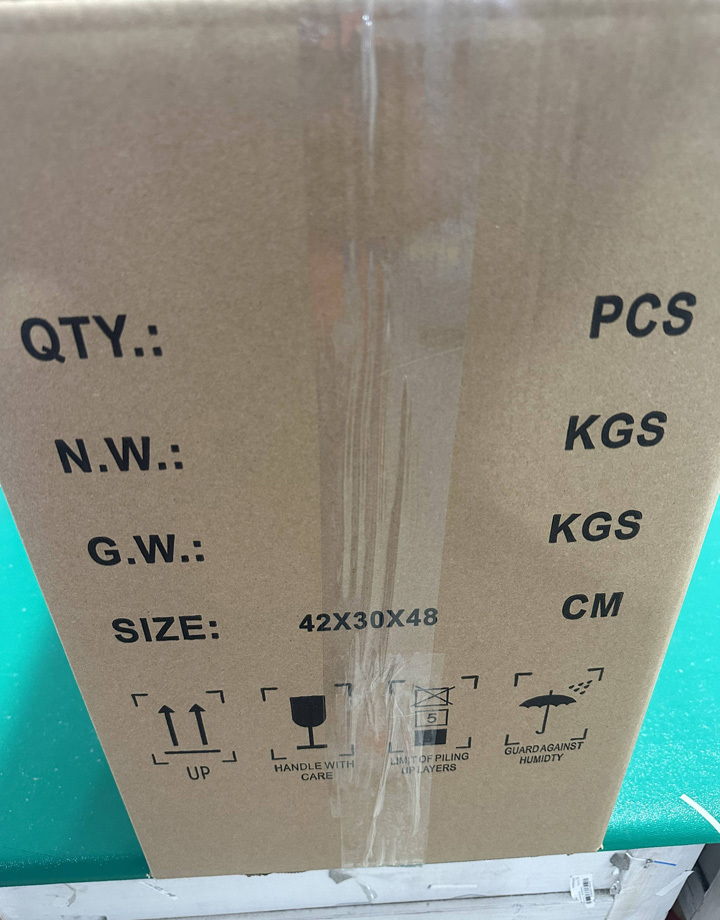 QTY.: PCS
N.W.: KGS
G.W.: KGS
SIZE: 42X30X48 CM
5
UP
HANDLE WITH
CARE
LIMIT OF PILING
UP LAYERS
GUARD AGAINST
HUMIDTY